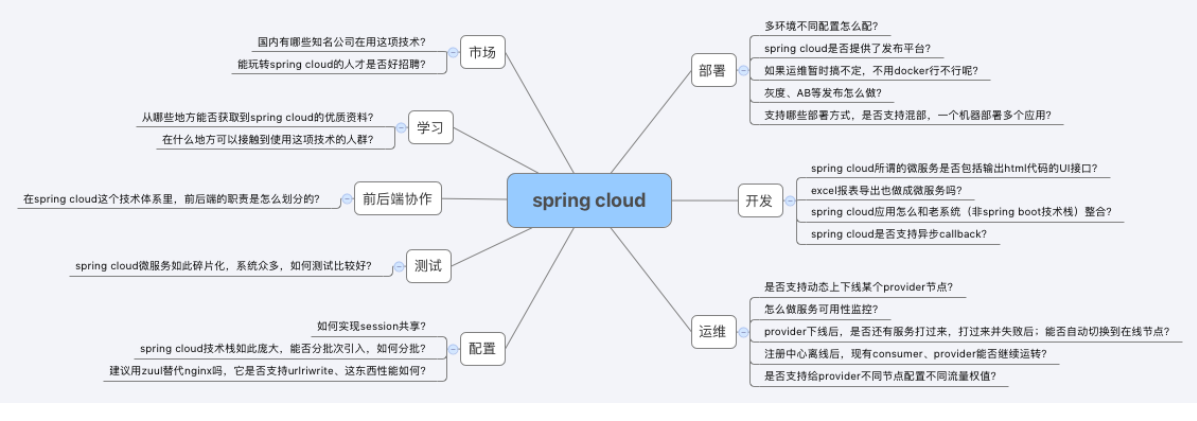 spring cloud
市场
国内有哪些知名公司在用这项技术?
能玩转spring cloud的人才是否好招聘?
学习
从哪些地方能否获取到spring cloud的优质资料?
在什么地方可以接触到使用这项技术的人群?
前后端协作
在spring cloud这个技术体系里，前后端的职责是怎么划分的?
测试
spring cloud微服务如此碎片化，系统众多，如何测试比较好?
配置
如何实现session共享?
spring cloud技术栈如此庞大，能否分批次引入，如何分批?
建议用zuul替代nginx吗，它是否支持urlriwrite、这东西性能如何?
部署
多环境不同配置怎么配?
spring cloud是否提供了发布平台?
如果运维暂时搞不定，不用docker行不行呢?
灰度、AB等发布怎么做?
支持哪些部署方式，是否支持混部，一个机器部署多个应用?
开发
spring cloud所谓的微服务是否包括输出html代码的UI接口?
excel报表导出也做成微服务吗?
spring cloud应用怎么和老系统（非spring boot技术栈）整合?
spring cloud是否支持异步callback?
运维
是否支持动态上下线某个provider节点?
怎么做服务可用性监控?
provider下线后，是否还有服务打过来，打过来并失败后；能否自动切换到在线节点?
注册中心离线后，现有consumer、provider能否继续运转?
是否支持给provider不同节点配置不同流量权值?